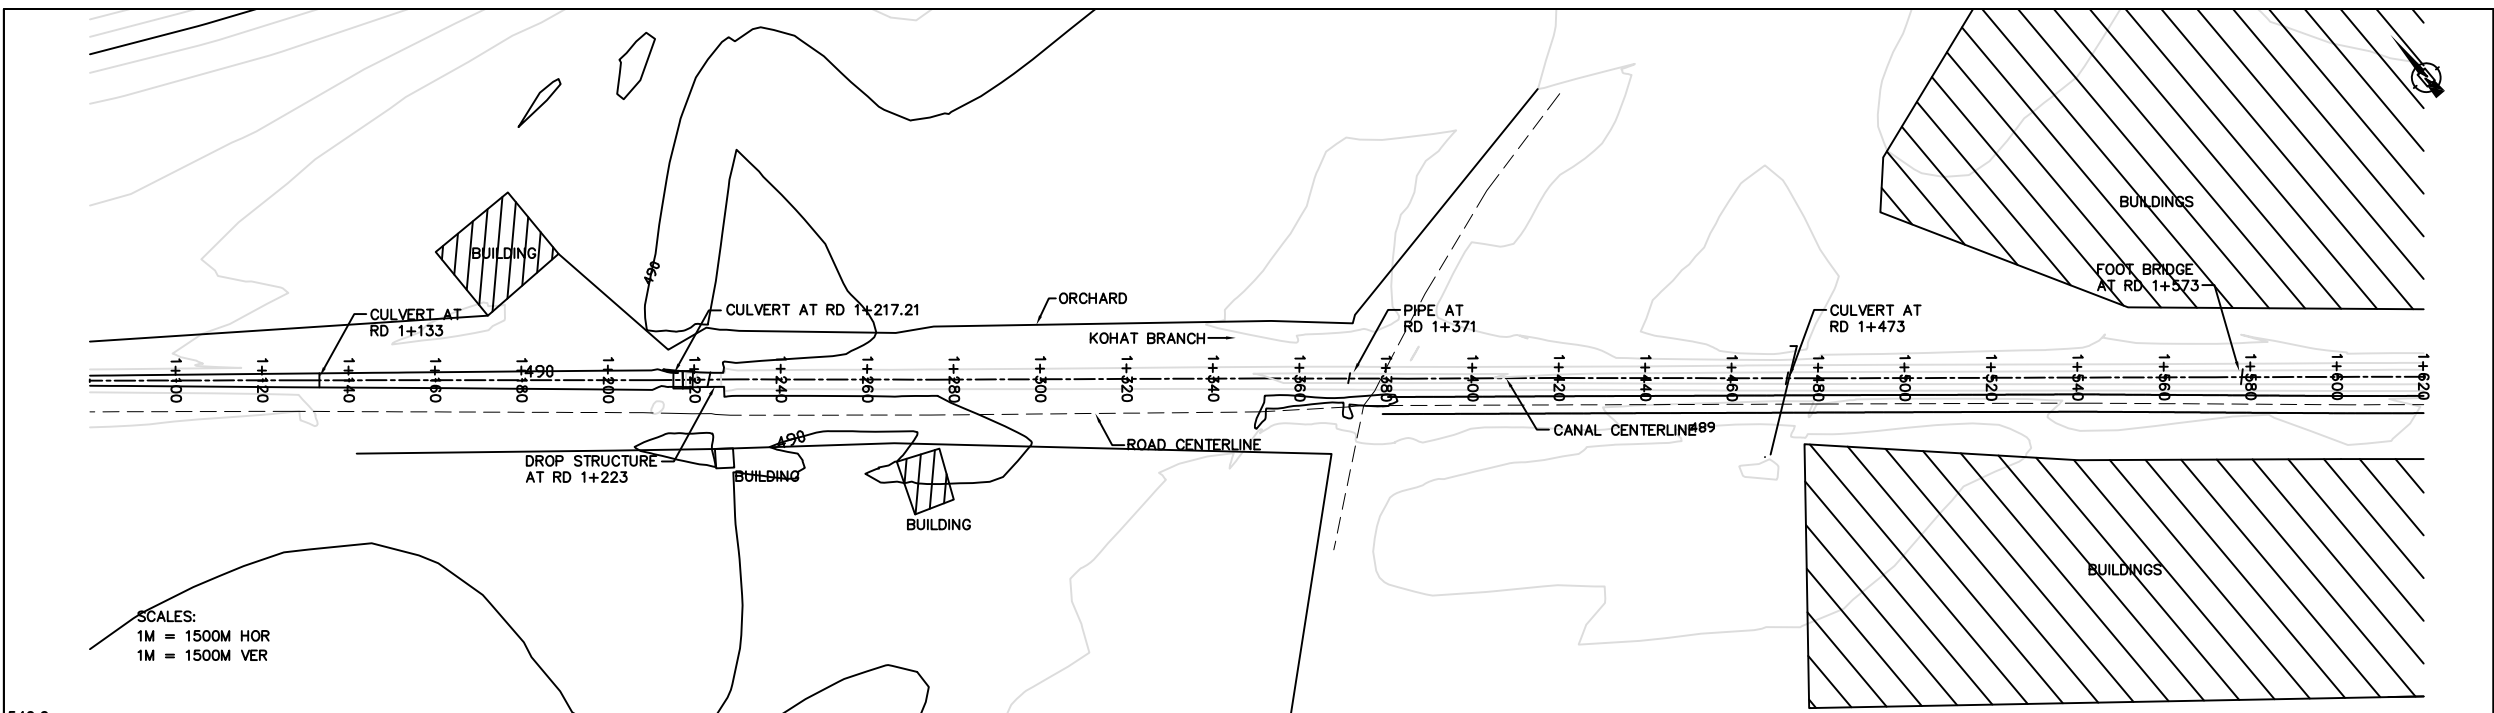 BUILDINGS
BUILDING
490
FOOT BRIDGE
AT RD 1+573
ORCHARD
CULVERT AT
RD 1+133
CULVERT AT RD 1+217.21
PIPE AT
RD 1+371
CULVERT AT
RD 1+473
KOHAT BRANCH
1+100
1+120
1+140
1+160
1+180
1+200
1+220
1+240
1+260
1+280
1+300
1+320
1+340
1+360
1+380
1+400
1+420
1+440
1+460
1+480
1+500
1+520
1+540
1+560
1+580
1+600
1+620
490
CANAL CENTERLINE
489
490
ROAD CENTERLINE
DROP STRUCTURE
AT RD 1+223
BUILDING
BUILDING
BUILDINGS
SCALES:
1M = 1500M HOR
1M = 1500M VER